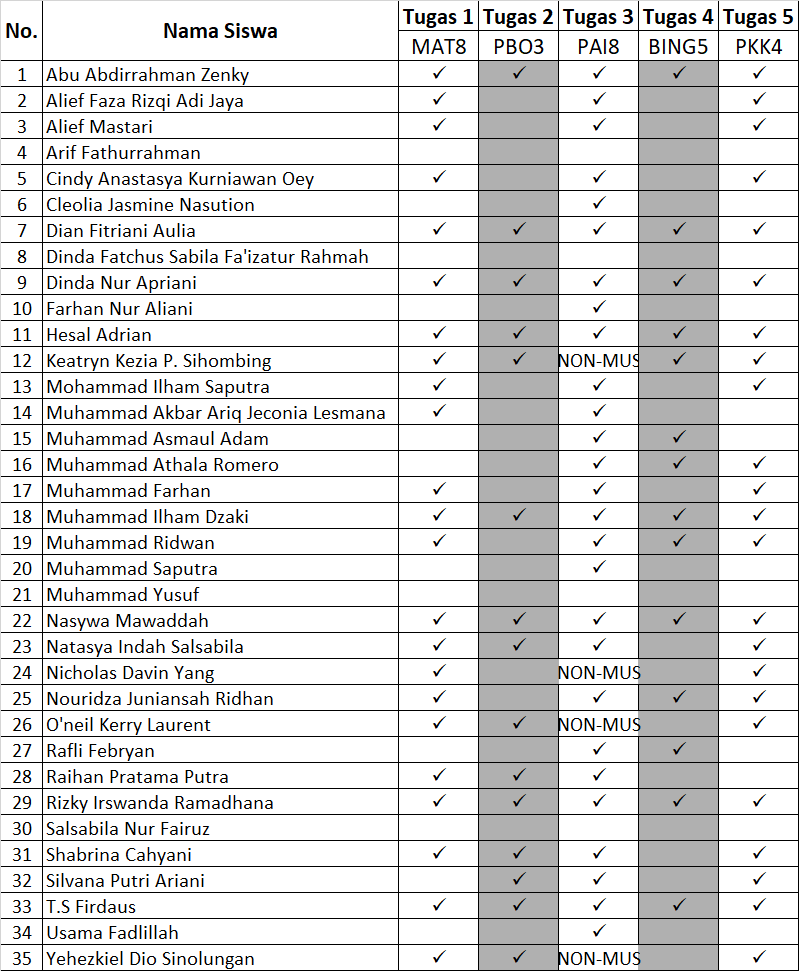 No. Nama Siswa Tugas 1 Tugas 2 Tugas 3 Tugas 4 Tugas 5
MAT8 PBO3 PAI8 BING5 PKK4
1 Abu Abdirrahman Zenky ✓ ✓ ✓ ✓ ✓
2 Alief Faza Rizqi Adi Jaya ✓ ✓ ✓
3 Alief Mastari ✓ ✓ ✓
4 Arif Fathurrahman
5 Cindy Anastasya Kurniawan Oey ✓ ✓ ✓
6 Cleolia Jasmine Nasution ✓
7 Dian Fitriani Aulia ✓ ✓ ✓ ✓ ✓
8 Dinda Fatchus Sabila Fa'izatur Rahmah
9 Dinda Nur Apriani ✓ ✓ ✓ ✓ ✓
10 Farhan Nur Aliani ✓
11 Hesal Adrian ✓ ✓ ✓ ✓ ✓
12 Keatryn Kezia P. Sihombing ✓ ✓ NON-MUS ✓ ✓
13 Mohammad Ilham Saputra ✓ ✓ ✓
14 Muhammad Akbar Ariq Jeconia Lesmana ✓ ✓
15 Muhammad Asmaul Adam ✓ ✓
16 Muhammad Athala Romero ✓ ✓ ✓
17 Muhammad Farhan ✓ ✓ ✓
18 Muhammad Ilham Dzaki ✓ ✓ ✓ ✓ ✓
19 Muhammad Ridwan ✓ ✓ ✓ ✓
20 Muhammad Saputra ✓
21 Muhammad Yusuf
22 Nasywa Mawaddah ✓ ✓ ✓ ✓ ✓
23 Natasya Indah Salsabila ✓ ✓ ✓ ✓
24 Nicholas Davin Yang ✓ NON-MUS ✓
25 Nouridza Juniansah Ridhan ✓ ✓ ✓ ✓
26 O'neil Kerry Laurent ✓ ✓ NON-MUS ✓
27 Rafli Febryan ✓ ✓
28 Raihan Pratama Putra ✓ ✓ ✓
29 Rizky Irswanda Ramadhana ✓ ✓ ✓ ✓ ✓
30 Salsabila Nur Fairuz
31 Shabrina Cahyani ✓ ✓ ✓ ✓
32 Silvana Putri Ariani ✓ ✓ ✓
33 T.S Firdaus ✓ ✓ ✓ ✓ ✓
34 Usama Fadlillah ✓
35 Yehezkiel Dio Sinolungan ✓ ✓ NON-MUS ✓